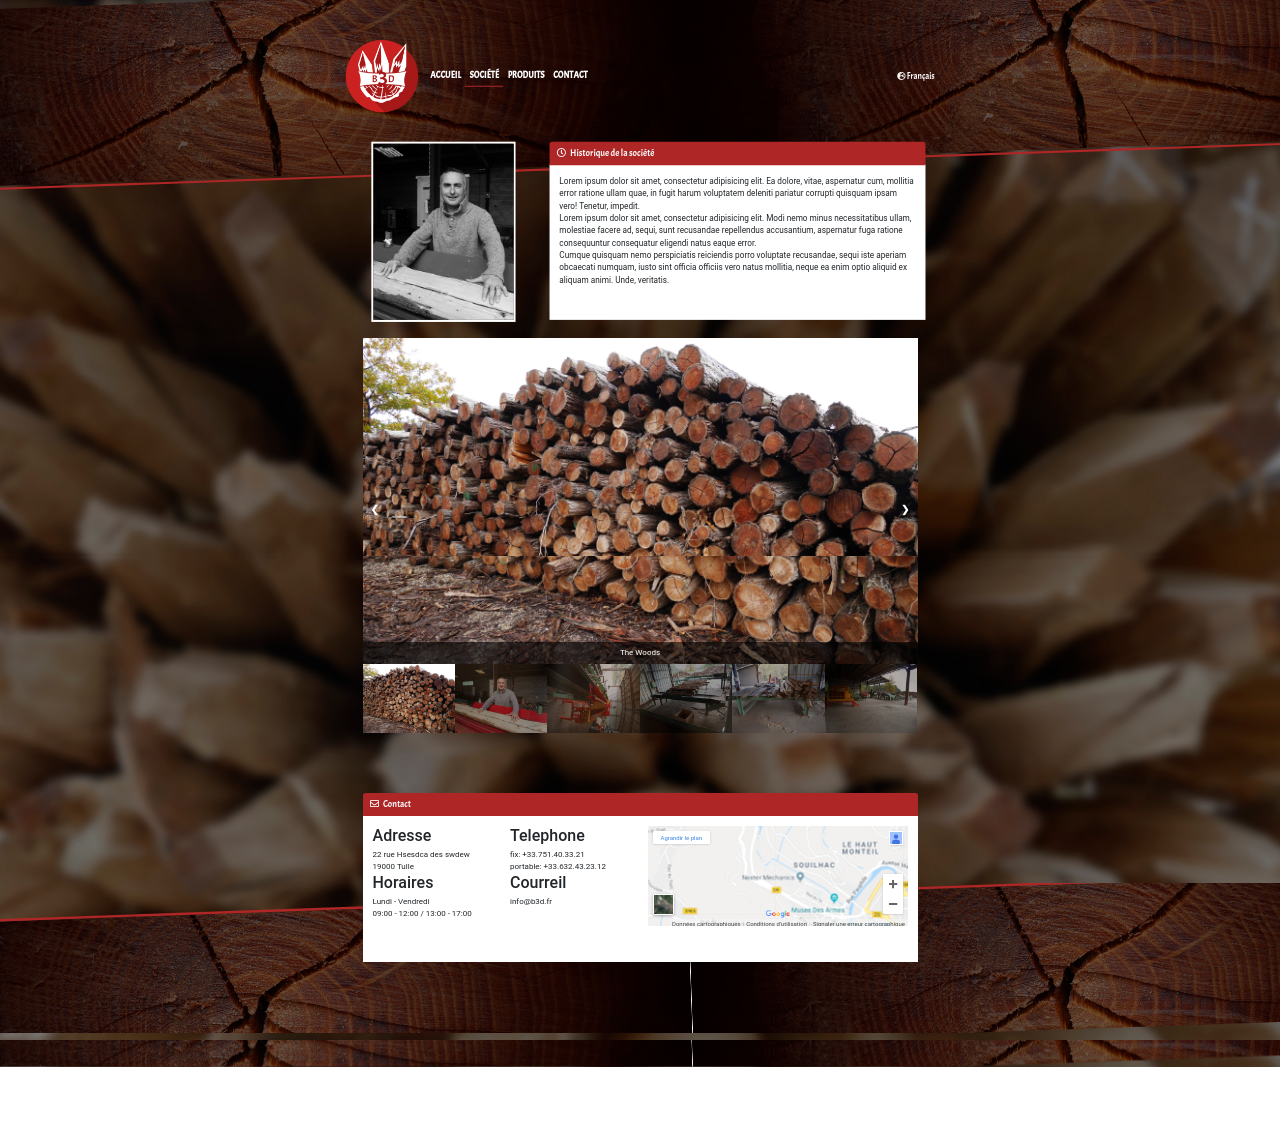 B3D
ACCUEIL SOCIÉTÉ PRODUITS CONTACT
Français
Historique de la société
Lorem ipsum dolor sit amet, consectetur adipisicing elit. Ea dolore, vitae, aspernatur cum, mollitia
error ratione ullam quae, in fugit harum voluptatem deleniti pariatur corrupti quisquam ipsam
vero! Tenetur, impedit.
Lorem ipsum dolor sit amet, consectetur adipisicing elit. Modi nemo minus necessitatibus ullam,
molestiae facere ad, sequi, sunt recusandae repellendus accusantium, aspernatur fuga ratione
consequuntur consequatur eligendi natus eaque error.
Cumque quisquam nemo perspiciatis reiciendis porro voluptate recusandae, sequi iste aperiam
obcaecati numquam, iusto sint officia officiis vero natus mollitia, neque ea enim optio aliquid ex
aliquam animi. Unde, veritatis.
❮ ❯
The Woods
Contact
Adresse
22 rue Hsesdca des swdew
19000 Tulle
Horaires
Lundi - Vendredi
09:00 - 12:00 / 13:00 - 17:00
Telephone
fix: +33.751.40.33.21
portable: +33.632.43.23.12
Courreil
info@b3d.fr
Agrandir le plan
LE HAUT
MONTEIL
SOUILHAC
Nester Méchanics
Musée Des Armes
Google
Données cartographiques Conditions d'utilisation Signaler une erreur cartographique